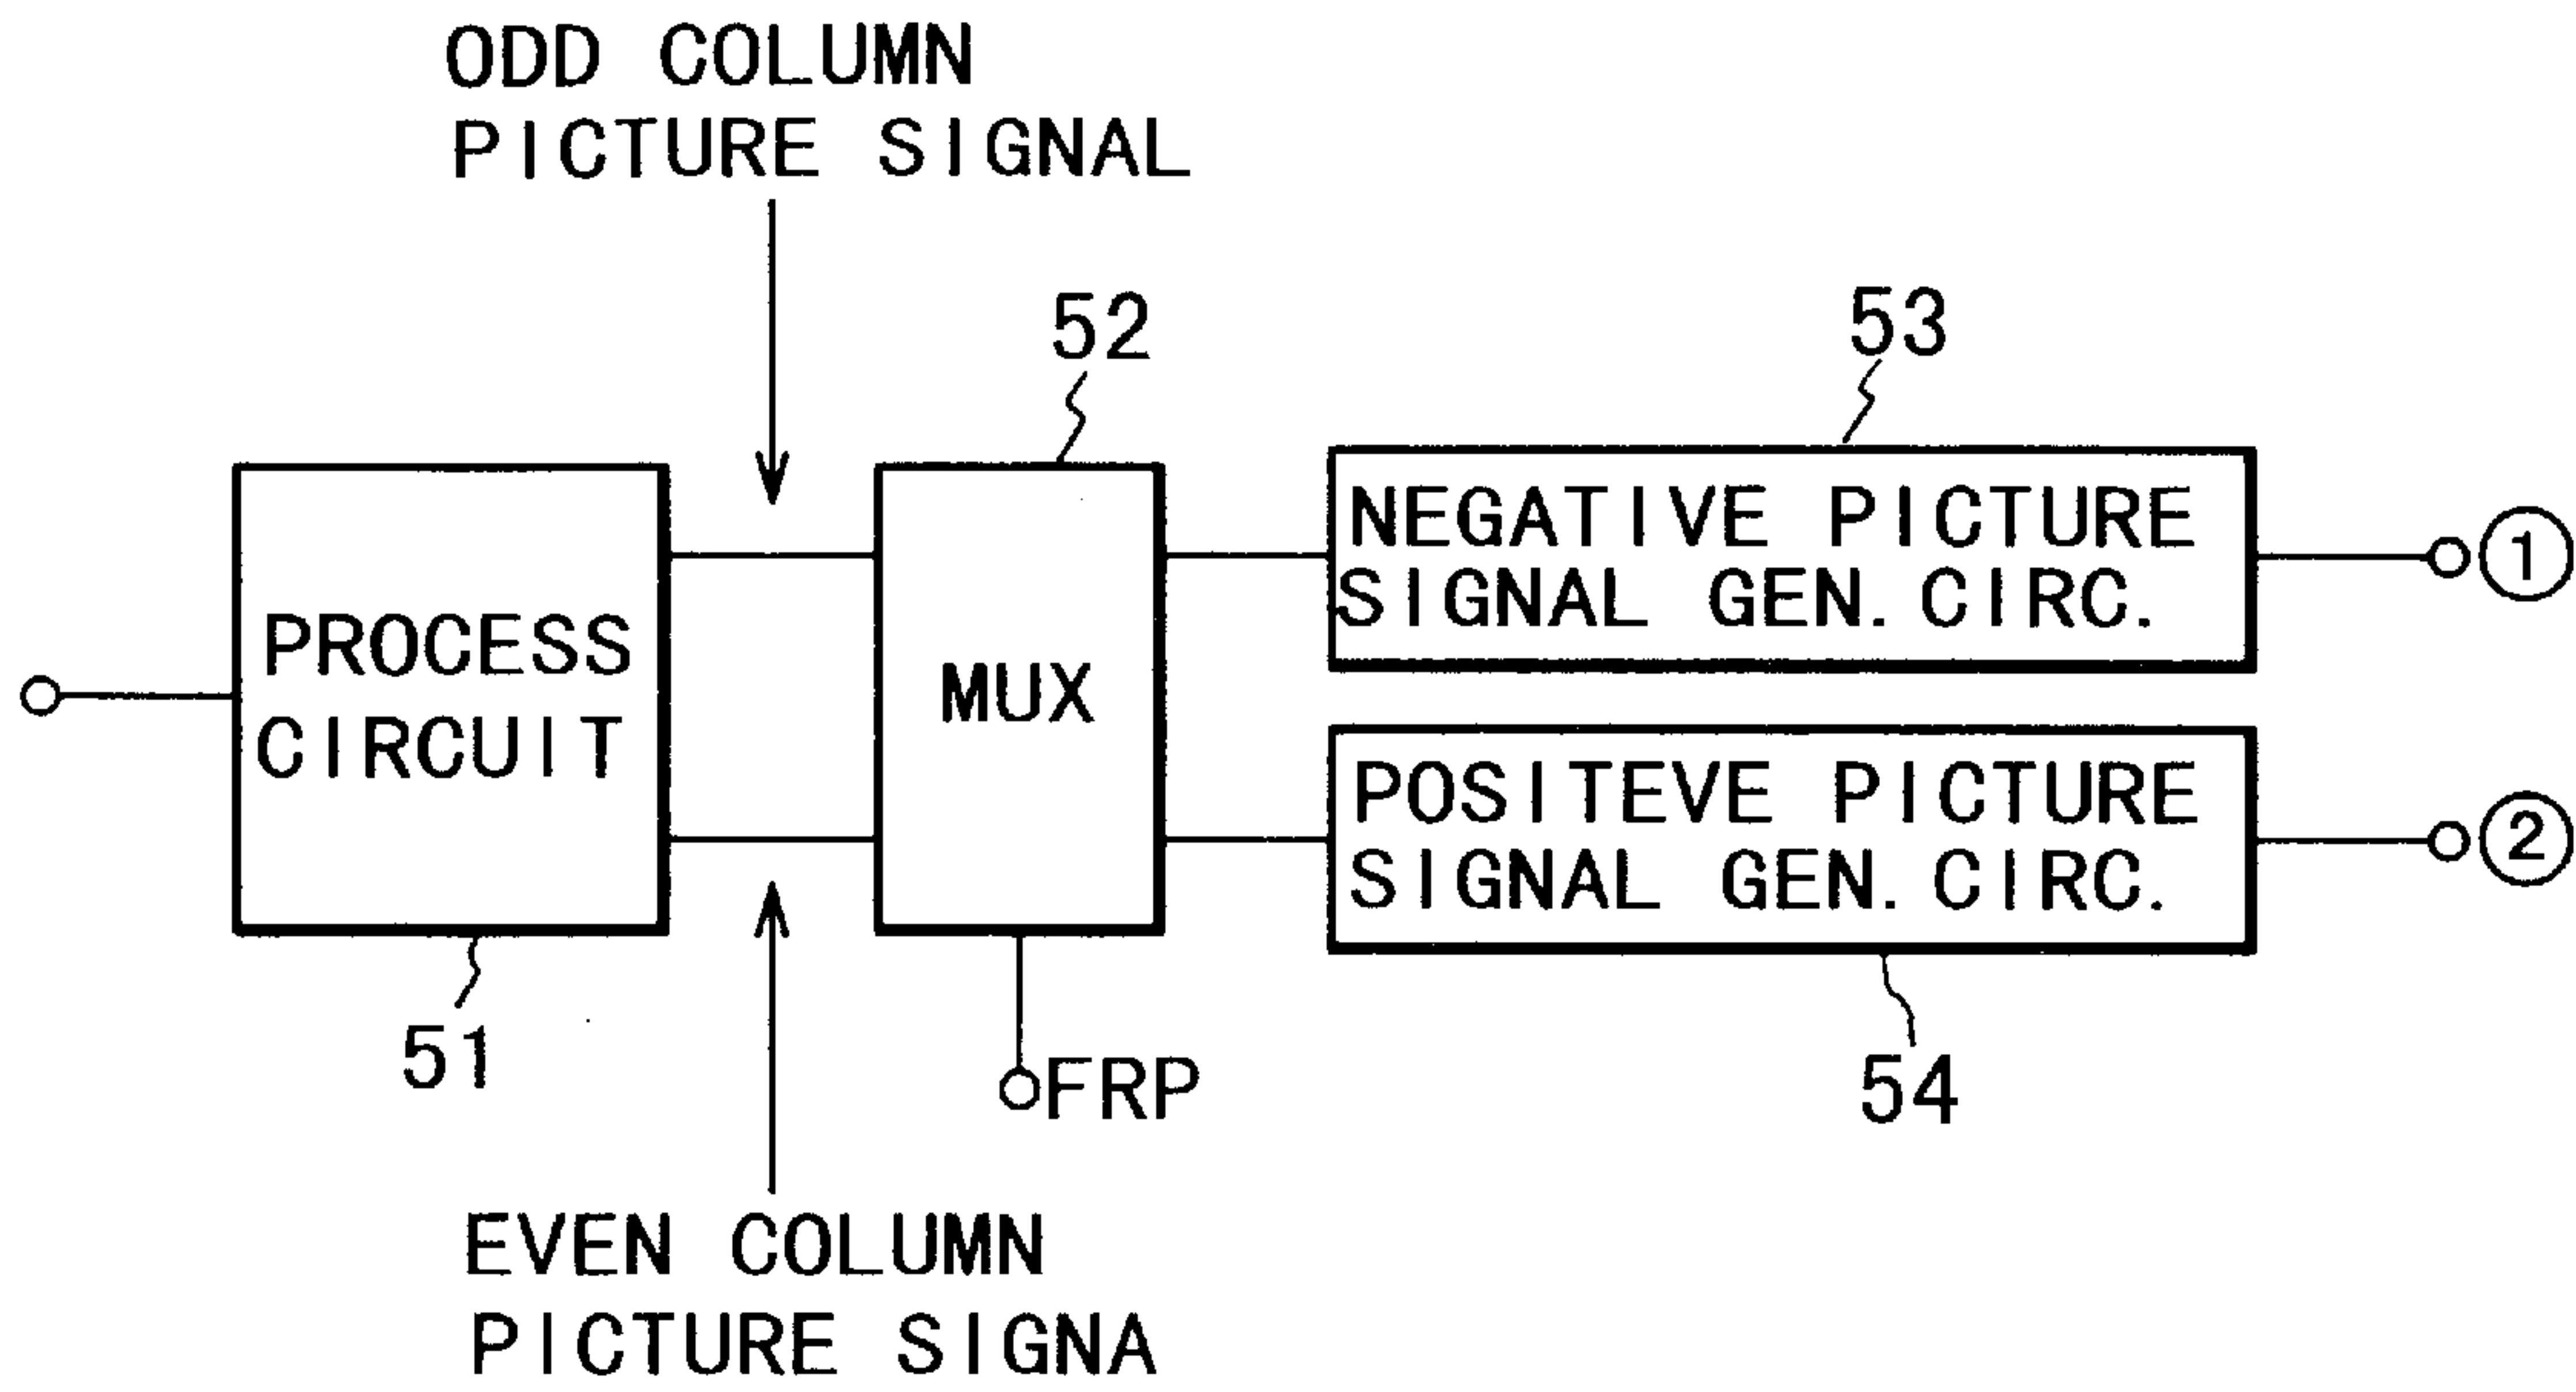 ODD COLUMN
PICTURE SIGNAL
52
53
PROCESS
CIRCUIT
MUX
NEGATIVE PICTURE
SIGNAL GEN. CIRC.
①
POSITEVE PICTURE
SIGNAL GEN. CIRC.
②
51
FRP
54
EVEN COLUMN
PICTURE SIGNA